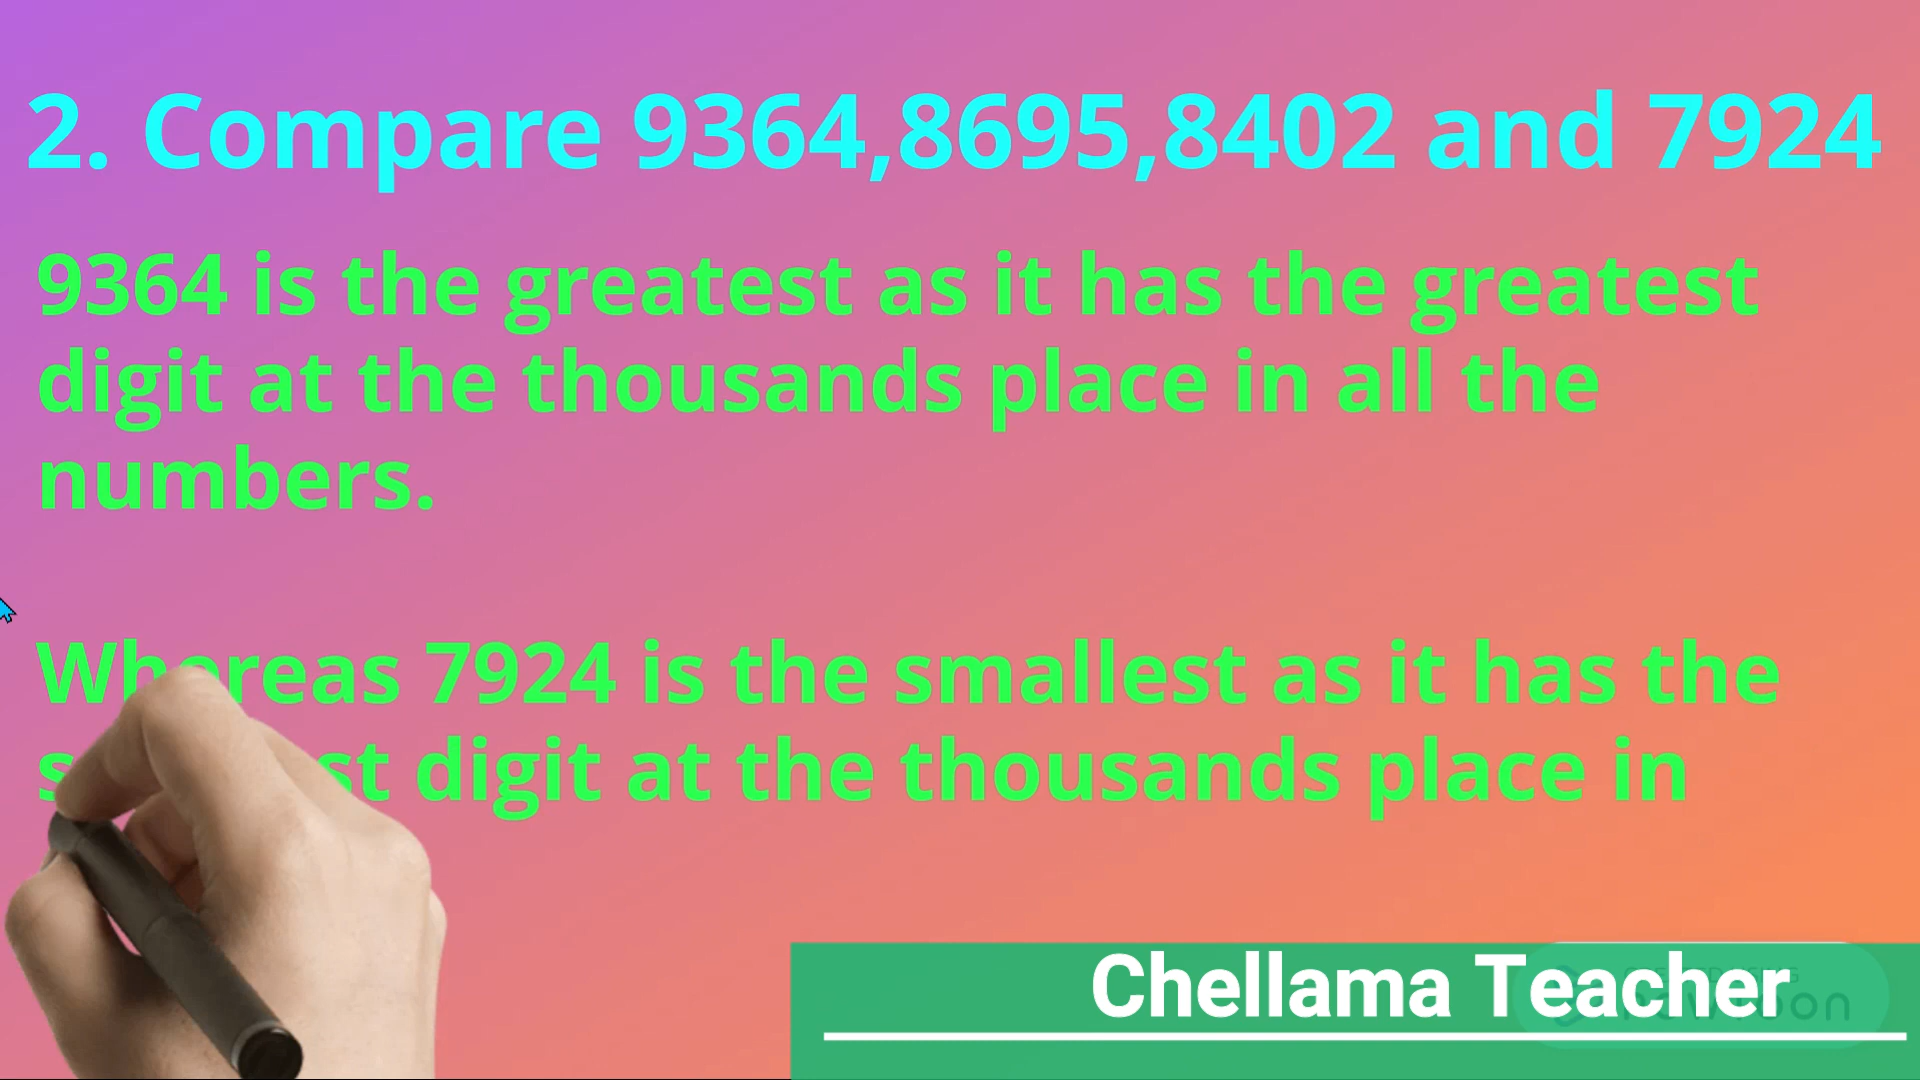 2. Compare 9364,8695,8402 and 7924
9364 is the greatest as it has the greatest
digit at the thousands place in all the
numbers.
Whereas 7924 is the smallest as it has the
digit at the thousands place in
Chellama Teacher